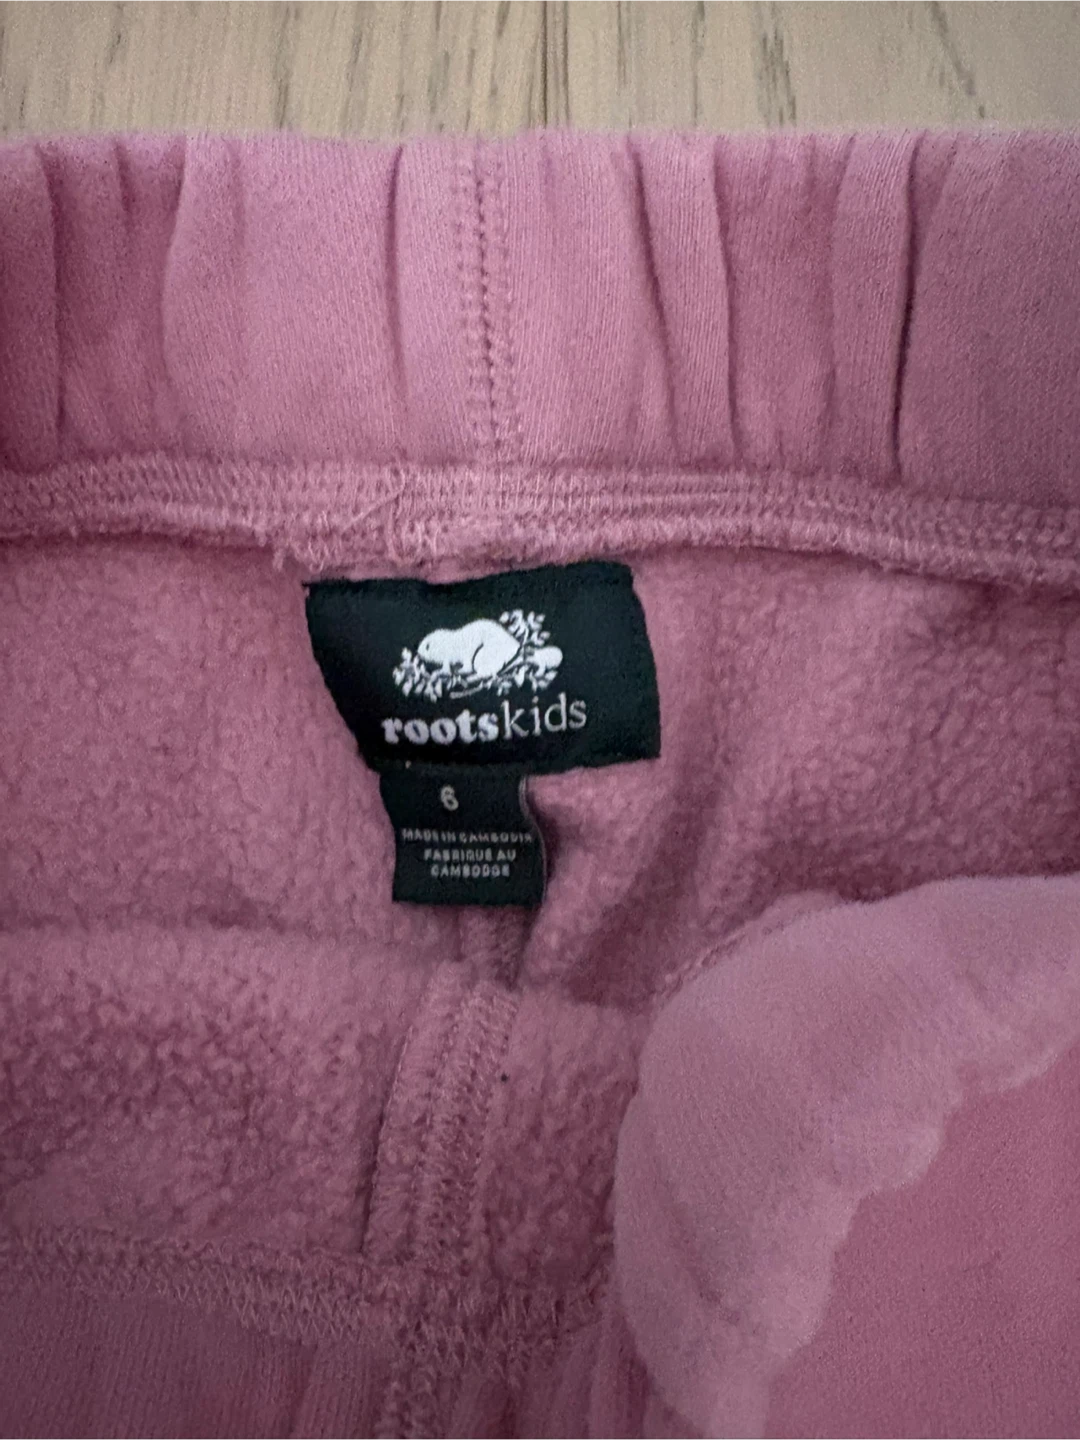 rootskids
6
MADE IN CAMBODIA
FABRIQUÉ AU
CAMBODGE